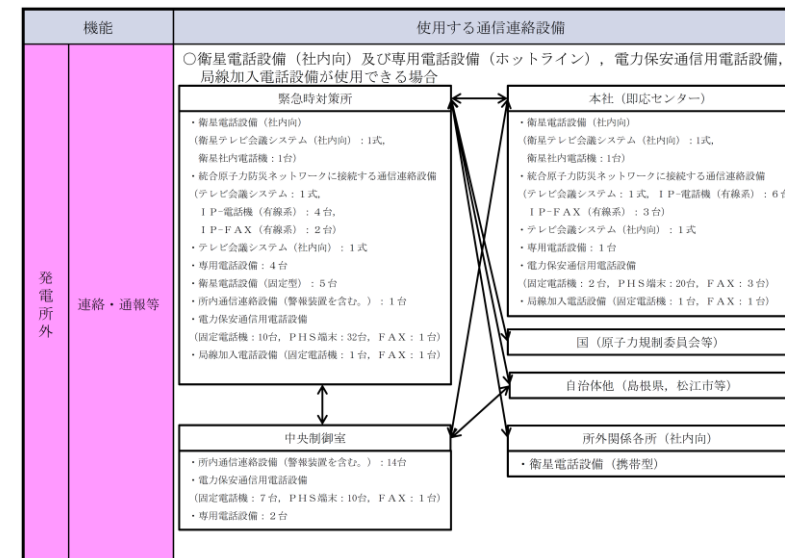 機能
使用する通信連絡設備
発電所外
連絡・通報等
○衛星電話設備（社内向）及び専用電話設備（ホットライン），電力保安通信用電話設備，
局線加入電話設備が使用できる場合
緊急時対策所
・衛星電話設備（社内向）
（衛星テレビ会議システム（社内向）：1式，
衛星社内電話機：1台）
・統合原子力防災ネットワークに接続する通信連絡設備
（テレビ会議システム：1式，
ＩＰ-電話機（有線系）：4台，
ＩＰ-ＦＡＸ（有線系）：2台）
・テレビ会議システム（社内向）：1式
・専用電話設備：4台
・衛星電話設備（固定型）：5台
・所内通信連絡設備（警報装置を含む。）：1台
・電力保安通信用電話設備
（固定電話機：10台，ＰＨＳ端末：32台，ＦＡＸ：1台）
・局線加入電話設備（固定電話機：1台，ＦＡＸ：1台）
中央制御室
・所内通信連絡設備（警報装置を含む。）：14台
・電力保安通信用電話設備
（固定電話機：7台，ＰＨＳ端末：10台，ＦＡＸ：1台）
・専用電話設備：2台
本社（即応センター）
・衛星電話設備（社内向）
（衛星テレビ会議システム（社内向）：1式，
衛星社内電話機：1台）
・統合原子力防災ネットワークに接続する通信連絡設備
（テレビ会議システム：1式，ＩＰ-電話機（有線系）：6台
ＩＰ-ＦＡＸ（有線系）：3台）
・テレビ会議システム（社内向）：1式
・専用電話設備：1台
・電力保安通信用電話設備
（固定電話機：2台，ＰＨＳ端末：20台，ＦＡＸ：3台）
・局線加入電話設備（固定電話機：1台，ＦＡＸ：1台）
国（原子力規制委員会等）
自治体他（島根県，松江市等）
所外関係各所（社内向）
・衛星電話設備（携帯型）